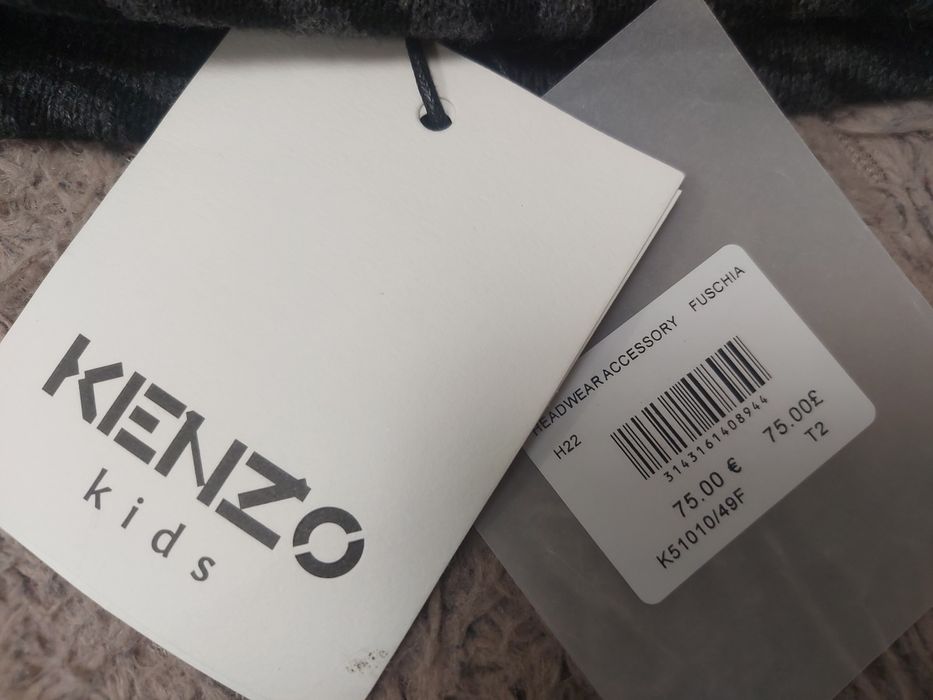 KENZO
kids
HEADWEAR ACCESSORY FUSCHIA
H22
3143161408944
75.00 € 75.00£
K51010/49F T2